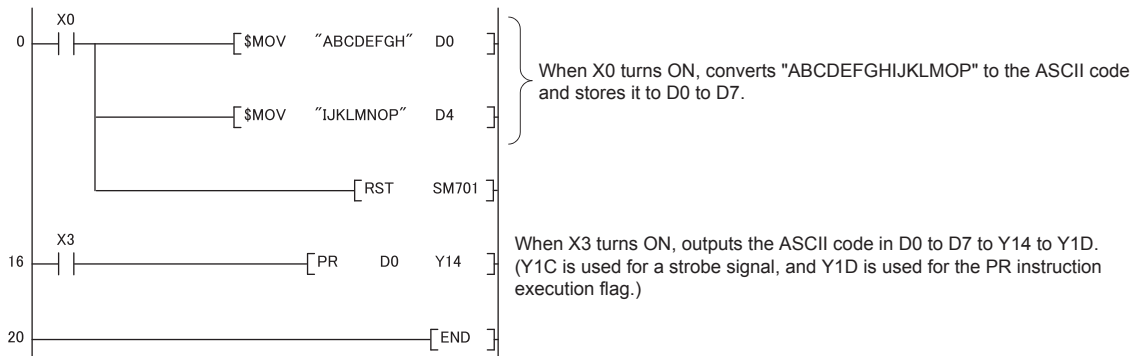 X0
0 [ $MOV "ABCDEFGH" D0 ]
When X0 turns ON, converts "ABCDEFGHIJKLMOP" to the ASCII code
and stores it to D0 to D7.
[ $MOV "IJKLMNOP" D4 ]
[ RST SM701 ]
X3
16 [ PR D0 Y14 ]
When X3 turns ON, outputs the ASCII code in D0 to D7 to Y14 to Y1D.
(Y1C is used for a strobe signal, and Y1D is used for the PR instruction
execution flag.)
20 [ END ]